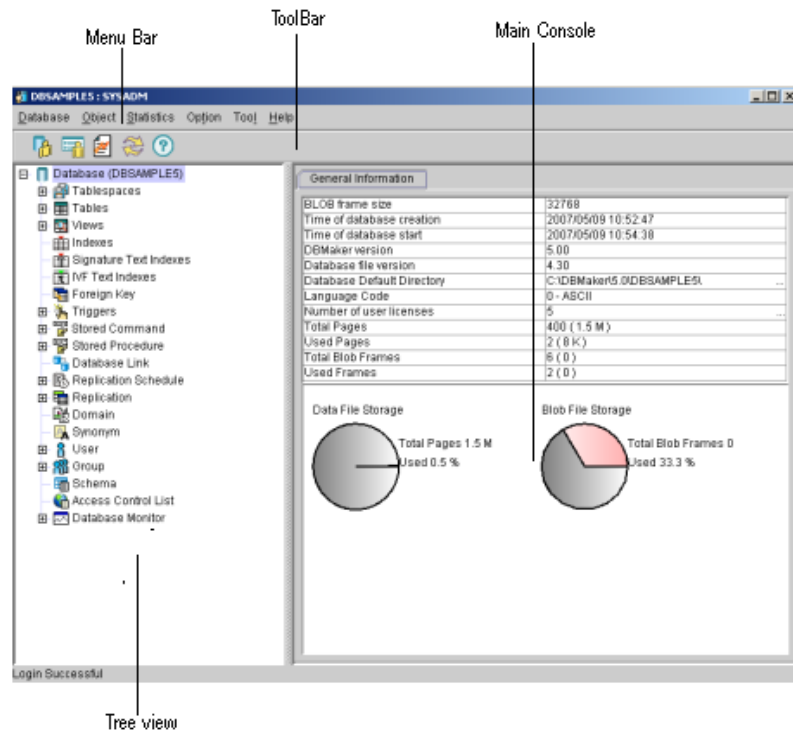 ToolBar
Menu Bar
Main Console
DBSAMPLE5 : SYSADM
Database Object Statistics Option Tool Help
Database (DBSAMPLE5)
Tablespaces
Tables
Views
Indexes
Signature Text Indexes
IVF Text Indexes
Foreign Key
Triggers
Stored Command
Stored Procedure
Database Link
Replication Schedule
Replication
Domain
Synonym
User
Group
Schema
Access Control List
Database Monitor
General Information
BLOB frame size 32768
Time of database creation 2007/05/09 10:52:47
Time of database start 2007/05/09 10:54:38
DBMaker version 5.00
Database file version 4.30
Database Default Directory C:\DBMaker\5.0\DBSAMPLE5\ ...
Language Code 0 - ASCII
Number of user licenses 5 ...
Total Pages 400 ( 1.5 M )
Used Pages 2 ( 8 K )
Total Blob Frames 6 ( 0 )
Used Frames 2 ( 0 )
Data File Storage
Total Pages 1.5 M
Used 0.5 %
Blob File Storage
Total Blob Frames 0
Used 33.3 %
Login Successful
Tree view